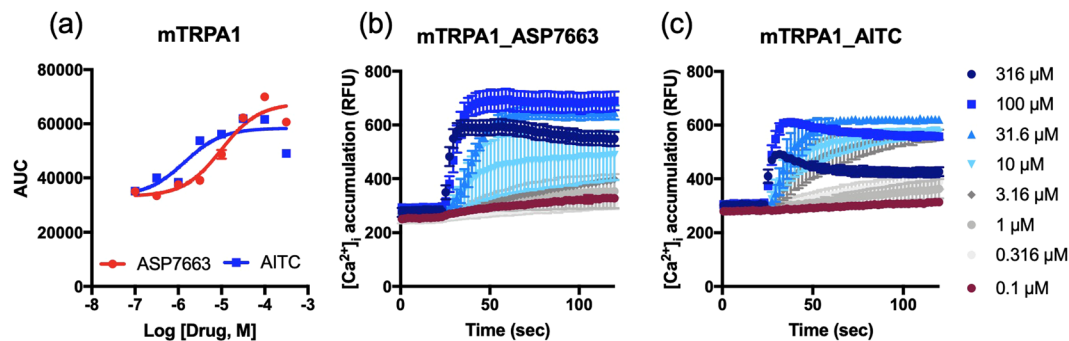 (a)
mTRPA1
80000
60000
40000
20000
0
AUC
-8
-7
-6
-5
-4
-3
Log [Drug, M]
ASP7663
AITC
(b)
mTRPA1_ASP7663
800
600
400
200
0
[Ca²⁺]ᵢ accumulation (RFU)
0
50
100
Time (sec)
(c)
mTRPA1_AITC
800
600
400
200
0
[Ca²⁺]ᵢ accumulation (RFU)
0
50
100
Time (sec)
316 µM
100 µM
31.6 µM
10 µM
3.16 µM
1 µM
0.316 µM
0.1 µM